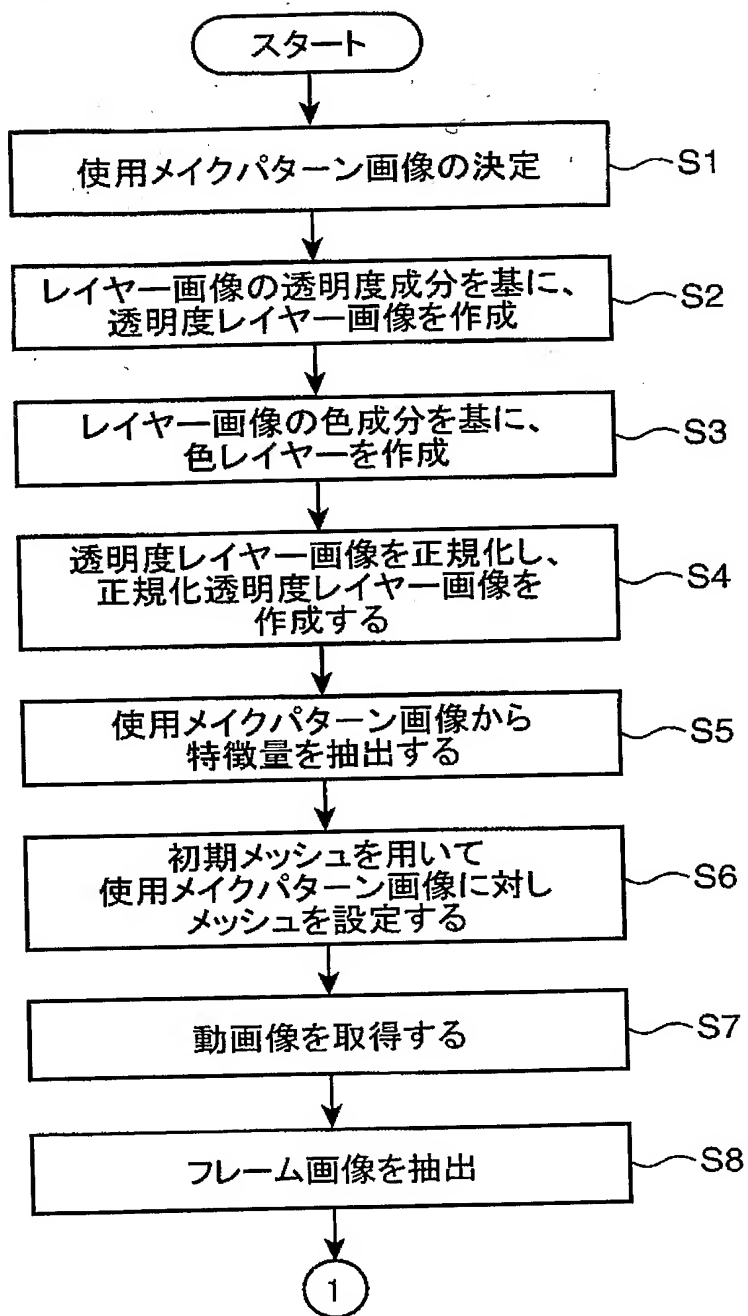 スタート
使用メイクパターン画像の決定
S1
レイヤー画像の透明度成分を基に、
透明度レイヤー画像を作成
S2
レイヤー画像の色成分を基に、
色レイヤーを作成
S3
透明度レイヤー画像を正規化し、
正規化透明度レイヤー画像を
作成する
S4
使用メイクパターン画像から
特徴量を抽出する
S5
初期メッシュを用いて
使用メイクパターン画像に対し
メッシュを設定する
S6
動画像を取得する
S7
フレーム画像を抽出
S8
1